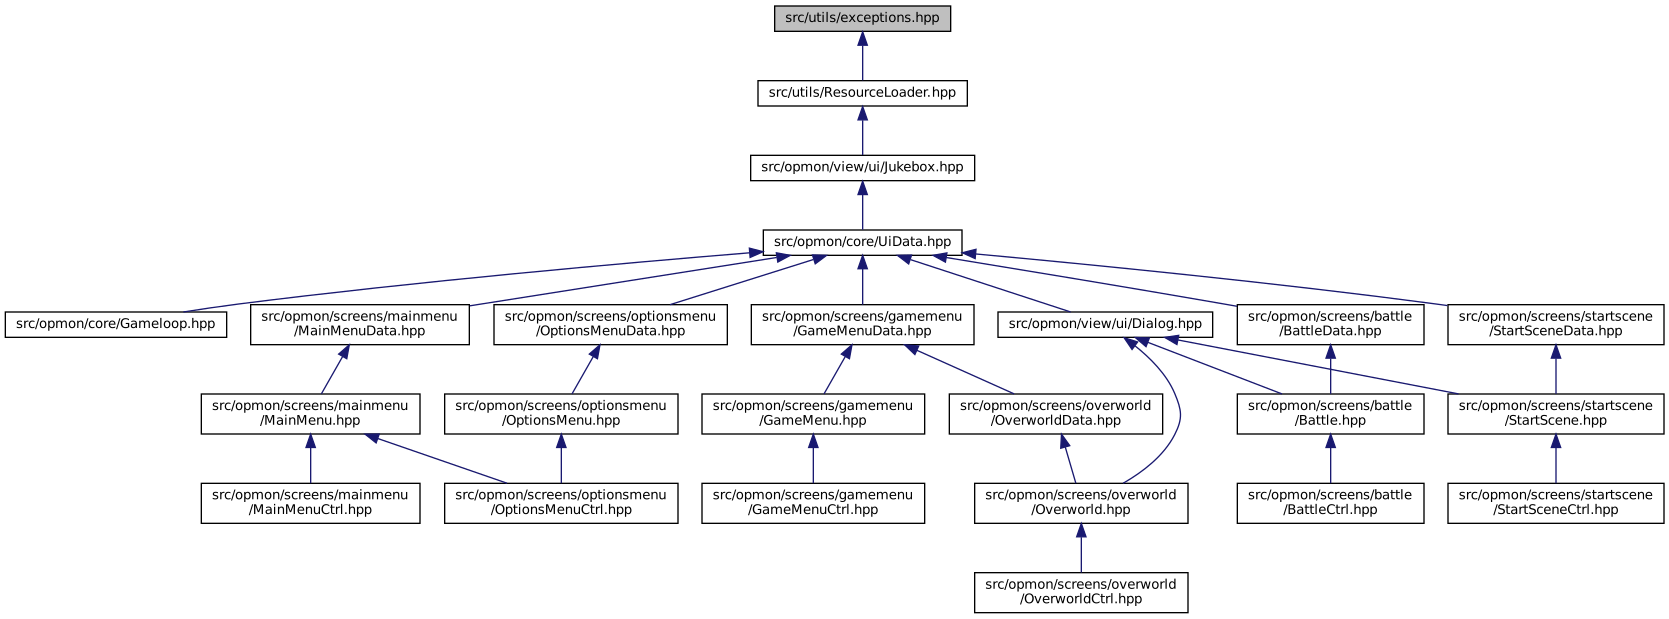 src/utils/exceptions.hpp
src/utils/ResourceLoader.hpp
src/opmon/view/ui/Jukebox.hpp
src/opmon/core/UiData.hpp
src/opmon/core/Gameloop.hpp
src/opmon/screens/mainmenu
/MainMenuData.hpp
src/opmon/screens/optionsmenu
/OptionsMenuData.hpp
src/opmon/screens/gamemenu
/GameMenuData.hpp
src/opmon/view/ui/Dialog.hpp
src/opmon/screens/battle
/BattleData.hpp
src/opmon/screens/startscene
/StartSceneData.hpp
src/opmon/screens/mainmenu
/MainMenu.hpp
src/opmon/screens/optionsmenu
/OptionsMenu.hpp
src/opmon/screens/gamemenu
/GameMenu.hpp
src/opmon/screens/overworld
/OverworldData.hpp
src/opmon/screens/battle
/Battle.hpp
src/opmon/screens/startscene
/StartScene.hpp
src/opmon/screens/mainmenu
/MainMenuCtrl.hpp
src/opmon/screens/optionsmenu
/OptionsMenuCtrl.hpp
src/opmon/screens/gamemenu
/GameMenuCtrl.hpp
src/opmon/screens/overworld
/Overworld.hpp
src/opmon/screens/battle
/BattleCtrl.hpp
src/opmon/screens/startscene
/StartSceneCtrl.hpp
src/opmon/screens/overworld
/OverworldCtrl.hpp